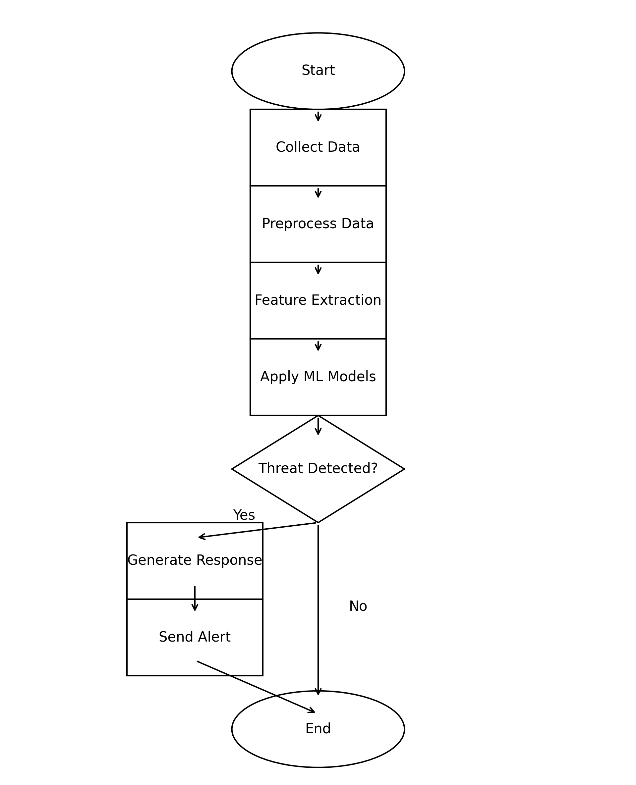 Start
Collect Data
Preprocess Data
Feature Extraction
Apply ML Models
Threat Detected?
Yes
Generate Response
No
Send Alert
End